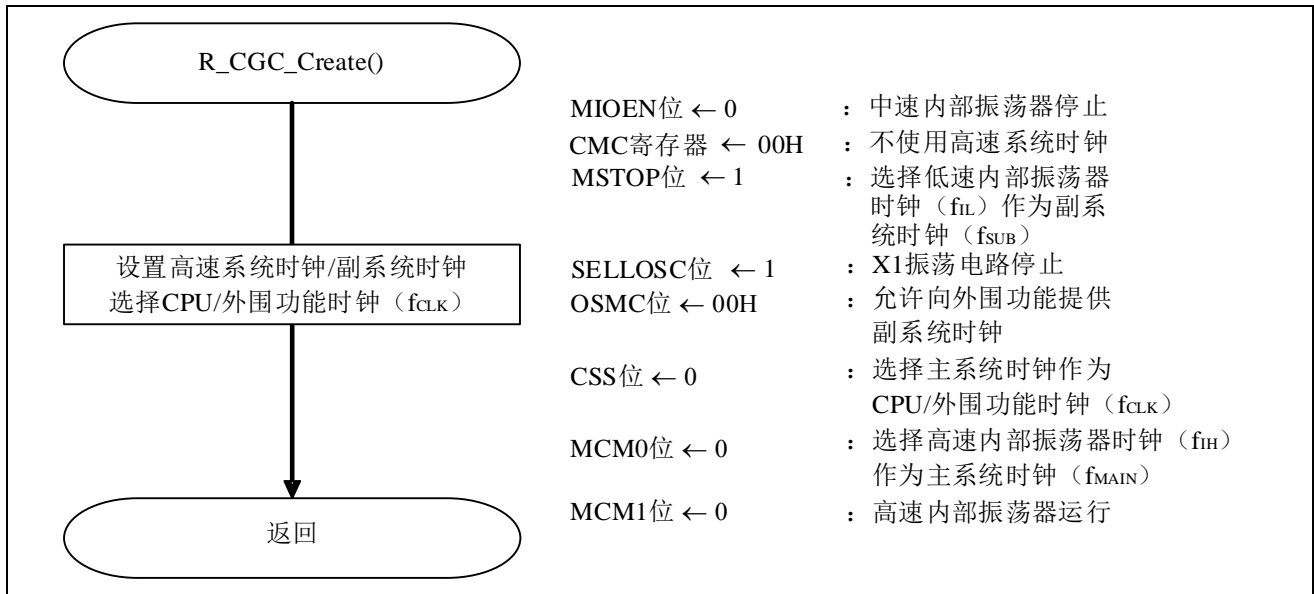 R_CGC_Create()
MIOEN位 ← 0 ：中速内部振荡器停止
CMC寄存器 ← 00H ：不使用高速系统时钟
MSTOP位 ← 1 ：选择低速内部振荡器
时钟（fIL）作为副系
统时钟（fSUB）
设置高速系统时钟/副系统时钟
选择CPU/外围功能时钟（fCLK）
SELLOSC位 ← 1 ：X1振荡电路停止
OSMC位 ← 00H ：允许向外围功能提供
副系统时钟
CSS位 ← 0 ：选择主系统时钟作为
CPU/外围功能时钟（fCLK）
MCM0位 ← 0 ：选择高速内部振荡器时钟（fIH）
作为主系统时钟（fMAIN）
MCM1位 ← 0 ：高速内部振荡器运行
返回